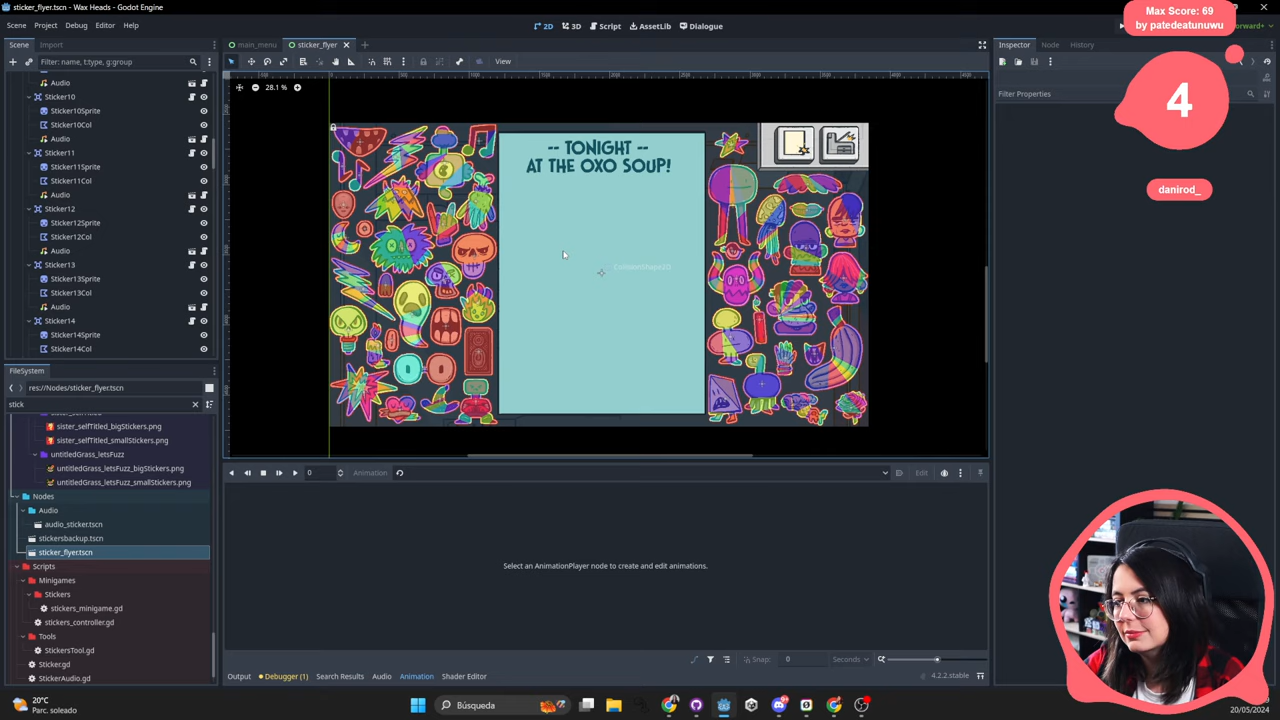 sticker_flyer.tscn - Wax Heads - Godot Engine
Scene Project Debug Editor Help
2D 3D Script AssetLib Dialogue
Forward+
Max Score: 69
by patedeatunuwu
4
danirod_
Scene Import
main_menu sticker_flyer
Inspector Node History
Filter: name, t:type, g:group
View
28.1 %
Filter Properties
Audio
Sticker10
Sticker10Sprite
Sticker10Col
Audio
Sticker11
Sticker11Sprite
Sticker11Col
Audio
Sticker12
Sticker12Sprite
Sticker12Col
Audio
Sticker13
Sticker13Sprite
Sticker13Col
Audio
Sticker14
Sticker14Sprite
Sticker14Col
-- TONIGHT --
AT THE OXO SOUP!
CollisionShape2D
FileSystem
res://Nodes/sticker_flyer.tscn
stick
sister_selfTitled_bigStickers.png
sister_selfTitled_smallStickers.png
untitledGrass_letsFuzz
untitledGrass_letsFuzz_bigStickers.png
untitledGrass_letsFuzz_smallStickers.png
Nodes
Audio
audio_sticker.tscn
stickersbackup.tscn
sticker_flyer.tscn
Scripts
Minigames
Stickers
stickers_minigame.gd
stickers_controller.gd
Tools
StickersTool.gd
Sticker.gd
StickerAudio.gd
0 Animation Edit
Select an AnimationPlayer node to create and edit animations.
Snap: 0 Seconds
Output Debugger (1) Search Results Audio Animation Shader Editor
4.2.2.stable
20°C
Parc. soleado
Búsqueda
20/05/2024